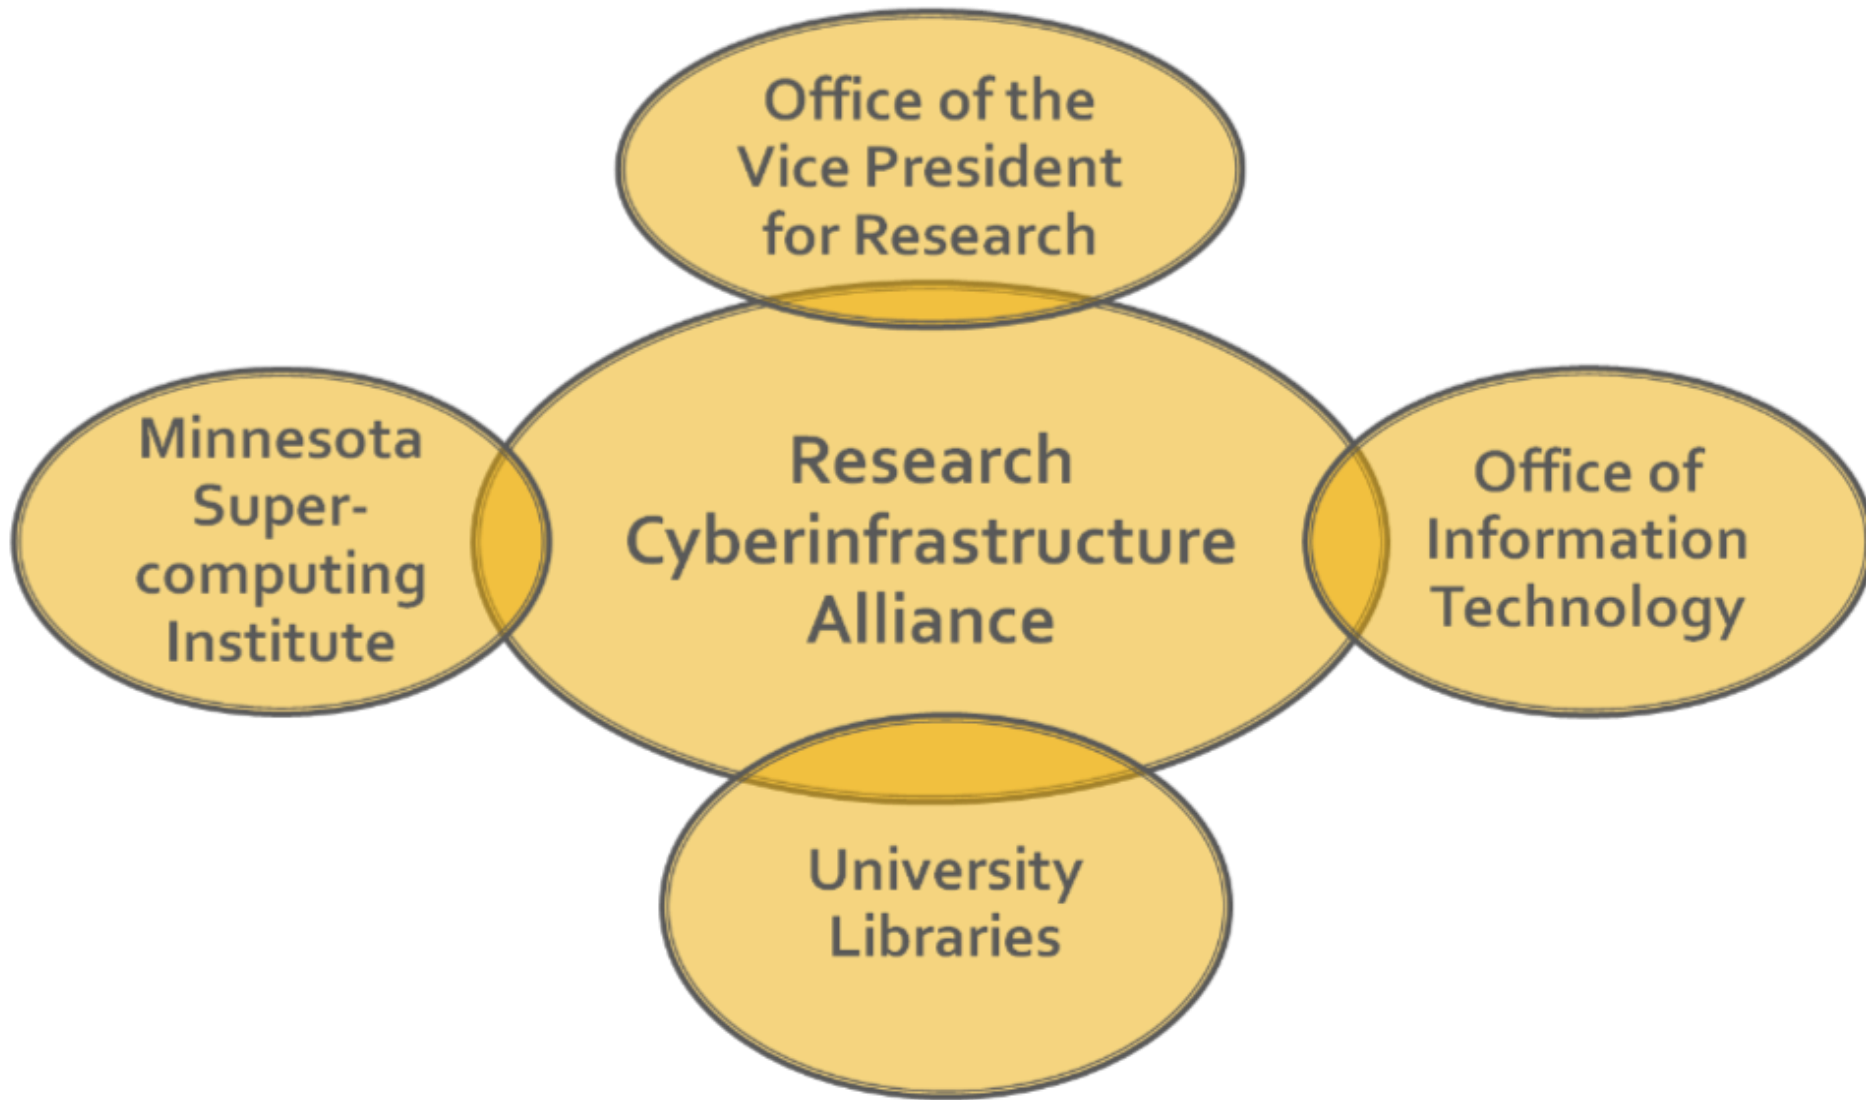 Office of the
Vice President
for Research
Minnesota
Super-
computing
Institute
Research
Cyberinfrastructure
Alliance
Office of
Information
Technology
University
Libraries